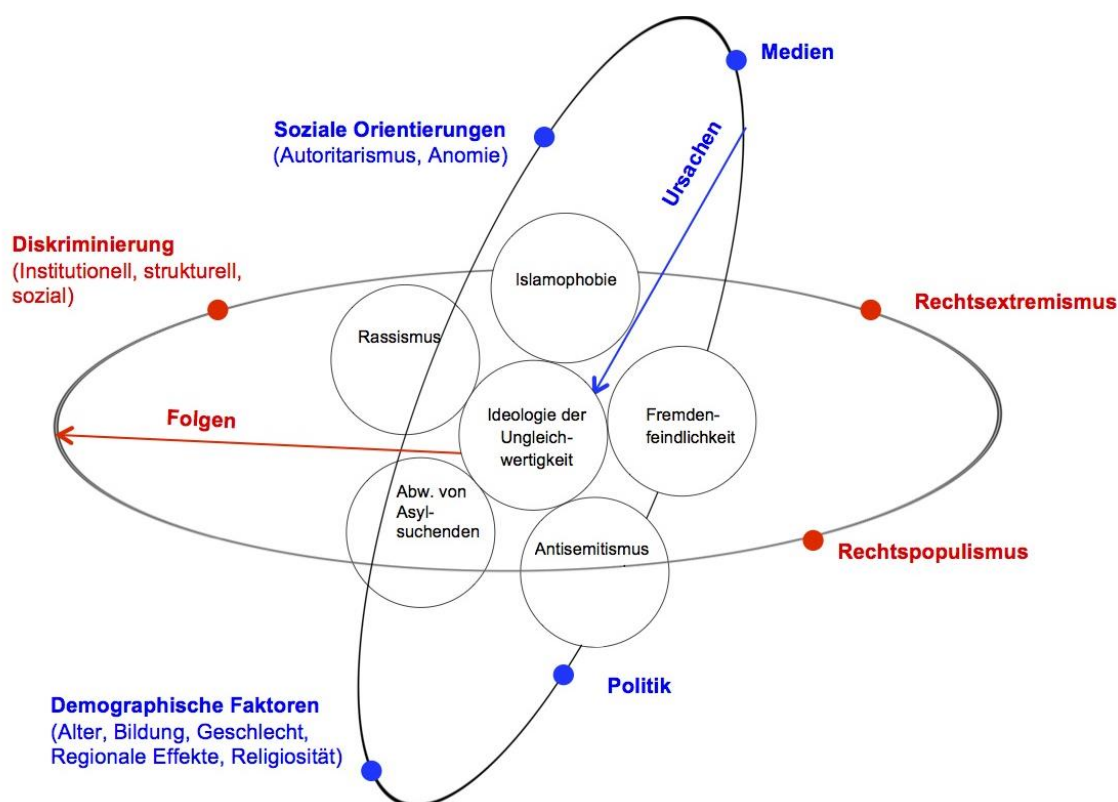 Medien
Soziale Orientierungen
(Autoritarismus, Anomie)
Ursachen
Diskriminierung
(Institutionell, strukturell,
sozial)
Islamophobie
Rechtsextremismus
Rassismus
Folgen
Ideologie der
Ungleich-
wertigkeit
Fremden-
feindlichkeit
Abw. von
Asyl-
suchenden
Antisemitismus
Rechtspopulismus
Politik
Demographische Faktoren
(Alter, Bildung, Geschlecht,
Regionale Effekte, Religiosität)